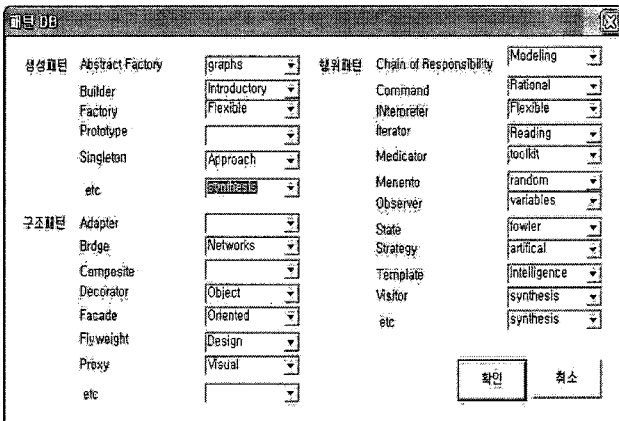 패턴 DB
생성패턴 Abstract Factory graphs
Builder Introductory
Factory Flexible
Prototype
Singleton Approach
etc synthesis
구조패턴 Adapter
Brdge Networks
Composite
Decorator Object
Facade Oriented
Flyweight Design
Proxy Visual
etc
행위패턴 Chain of Responsibility Modeling
Command Rational
INterpreter Flexible
Iterator Reading
Medicator toolkit
Menento random
Observer variables
State fowler
Strategy artifical
Template intelligence
Visitor synthesis
etc synthesis
확인 취소